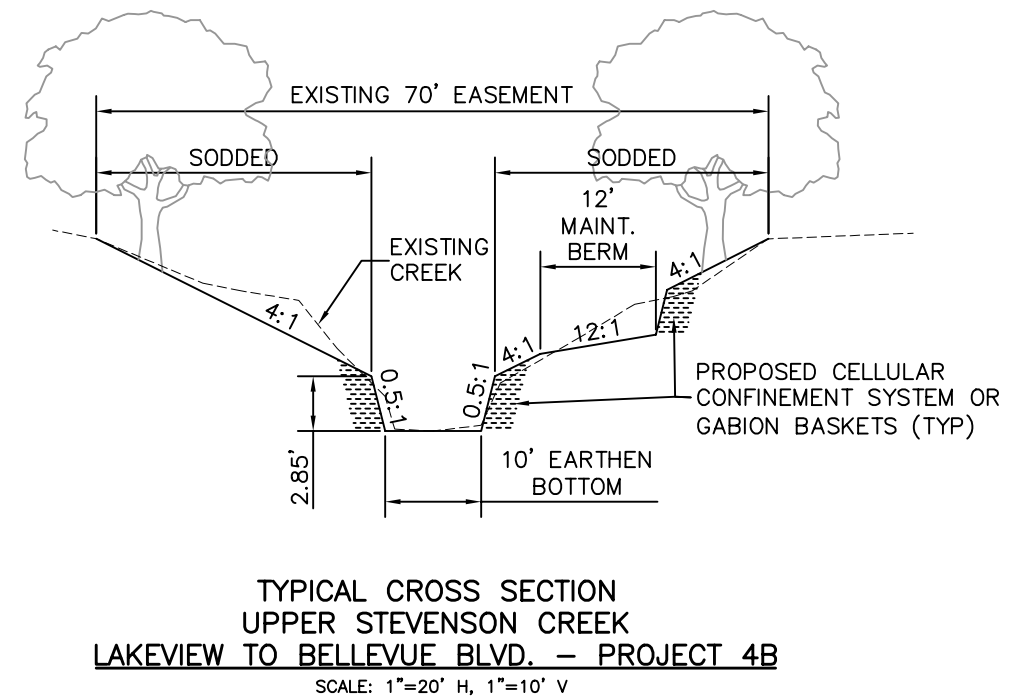 EXISTING 70' EASEMENT
SODDED
SODDED
12'
MAINT.
BERM
EXISTING
CREEK
4:1
4:1
4:1
12:1
0.5:1
0.5:1
2.85'
PROPOSED CELLULAR
CONFINEMENT SYSTEM OR
GABION BASKETS (TYP)
10' EARTHEN
BOTTOM
TYPICAL CROSS SECTION
UPPER STEVENSON CREEK
LAKEVIEW TO BELLEVUE BLVD. – PROJECT 4B
SCALE: 1"=20' H, 1"=10' V